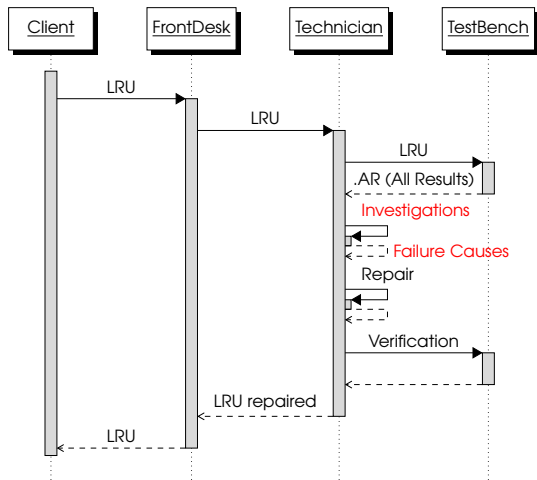 Client
FrontDesk
Technician
TestBench
LRU
LRU
LRU
.AR (All Results)
Investigations
Failure Causes
Repair
Verification
LRU repaired
LRU